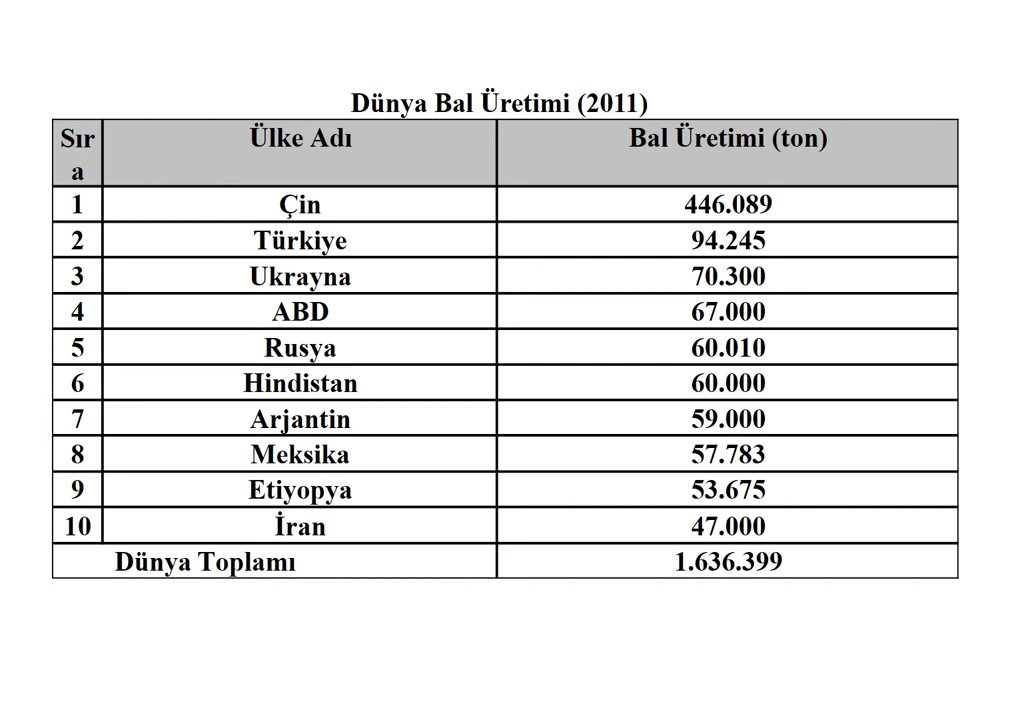 Dünya Bal Üretimi (2011)
Sır
a
Ülke Adı
Bal Üretimi (ton)
1 Çin 446.089
2 Türkiye 94.245
3 Ukrayna 70.300
4 ABD 67.000
5 Rusya 60.010
6 Hindistan 60.000
7 Arjantin 59.000
8 Meksika 57.783
9 Etiyopya 53.675
10 İran 47.000
Dünya Toplamı 1.636.399